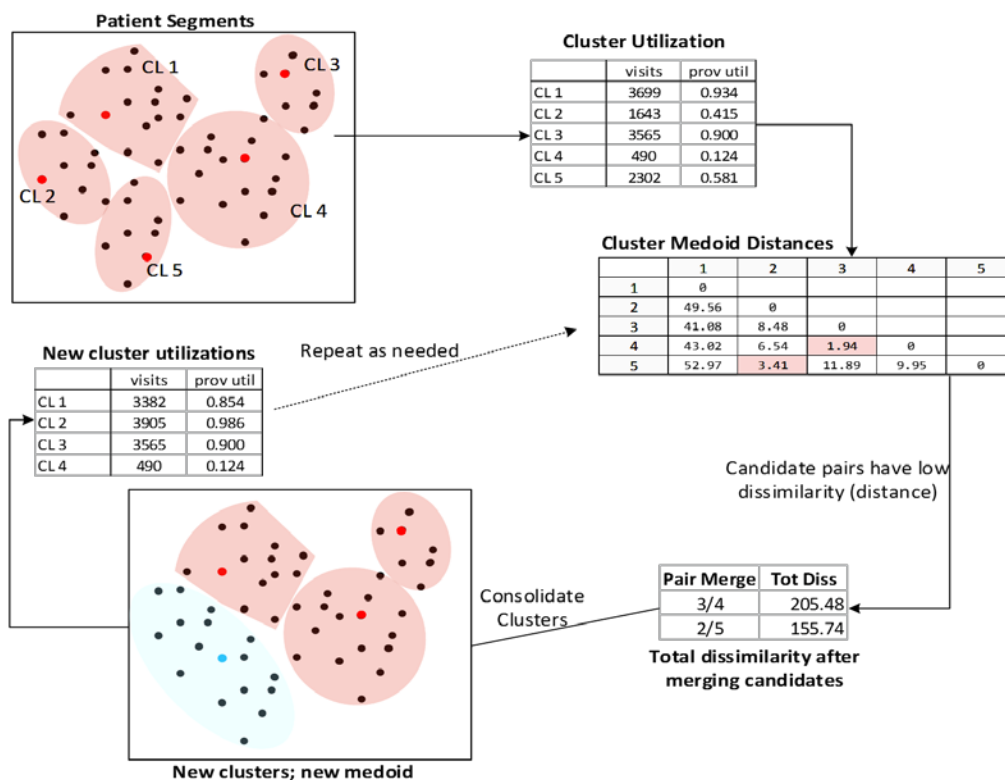 Patient Segments
CL 1
CL 3
CL 2
CL 4
CL 5
Cluster Utilization
visits prov util
CL 1 3699 0.934
CL 2 1643 0.415
CL 3 3565 0.900
CL 4 490 0.124
CL 5 2302 0.581
Cluster Medoid Distances
1 2 3 4 5
1 0
2 49.56 0
3 41.08 8.48 0
4 43.02 6.54 1.94 0
5 52.97 3.41 11.89 9.95 0
Repeat as needed
New cluster utilizations
visits prov util
CL 1 3382 0.854
CL 2 3905 0.986
CL 3 3565 0.900
CL 4 490 0.124
Candidate pairs have low
dissimilarity (distance)
Pair Merge Tot Diss
3/4 205.48
2/5 155.74
Total dissimilarity after
merging candidates
Consolidate
Clusters
New clusters; new medoid